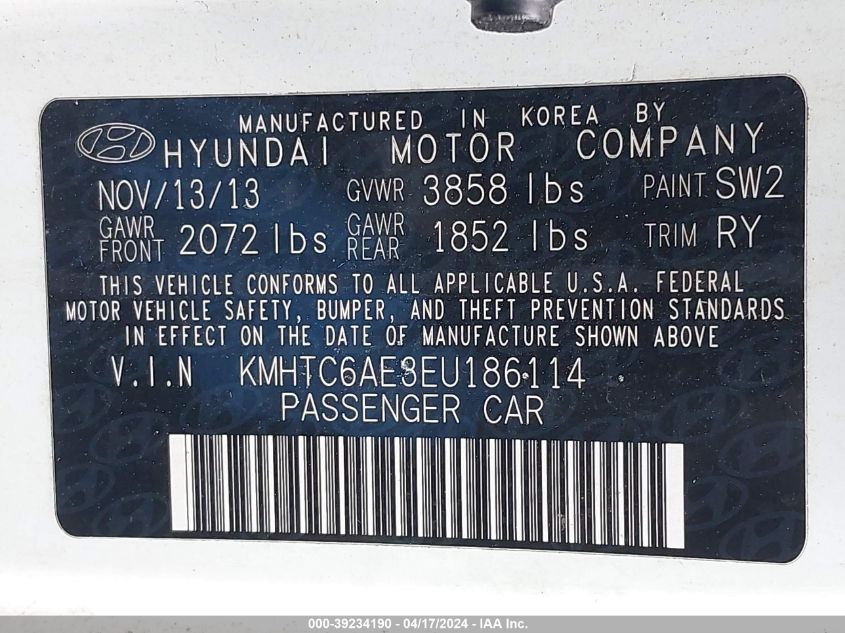 MANUFACTURED IN KOREA BY
HYUNDAI MOTOR COMPANY
NOV/13/13 GVWR 3858 lbs PAINT SW2
GAWR FRONT 2072 lbs GAWR REAR 1852 lbs TRIM RY
THIS VEHICLE CONFORMS TO ALL APPLICABLE U.S.A. FEDERAL
MOTOR VEHICLE SAFETY, BUMPER, AND THEFT PREVENTION STANDARDS
IN EFFECT ON THE DATE OF MANUFACTURE SHOWN ABOVE
V.I.N KMHTC6AE3EU186114
PASSENGER CAR
000-39234190 - 04/17/2024 - IAA Inc.